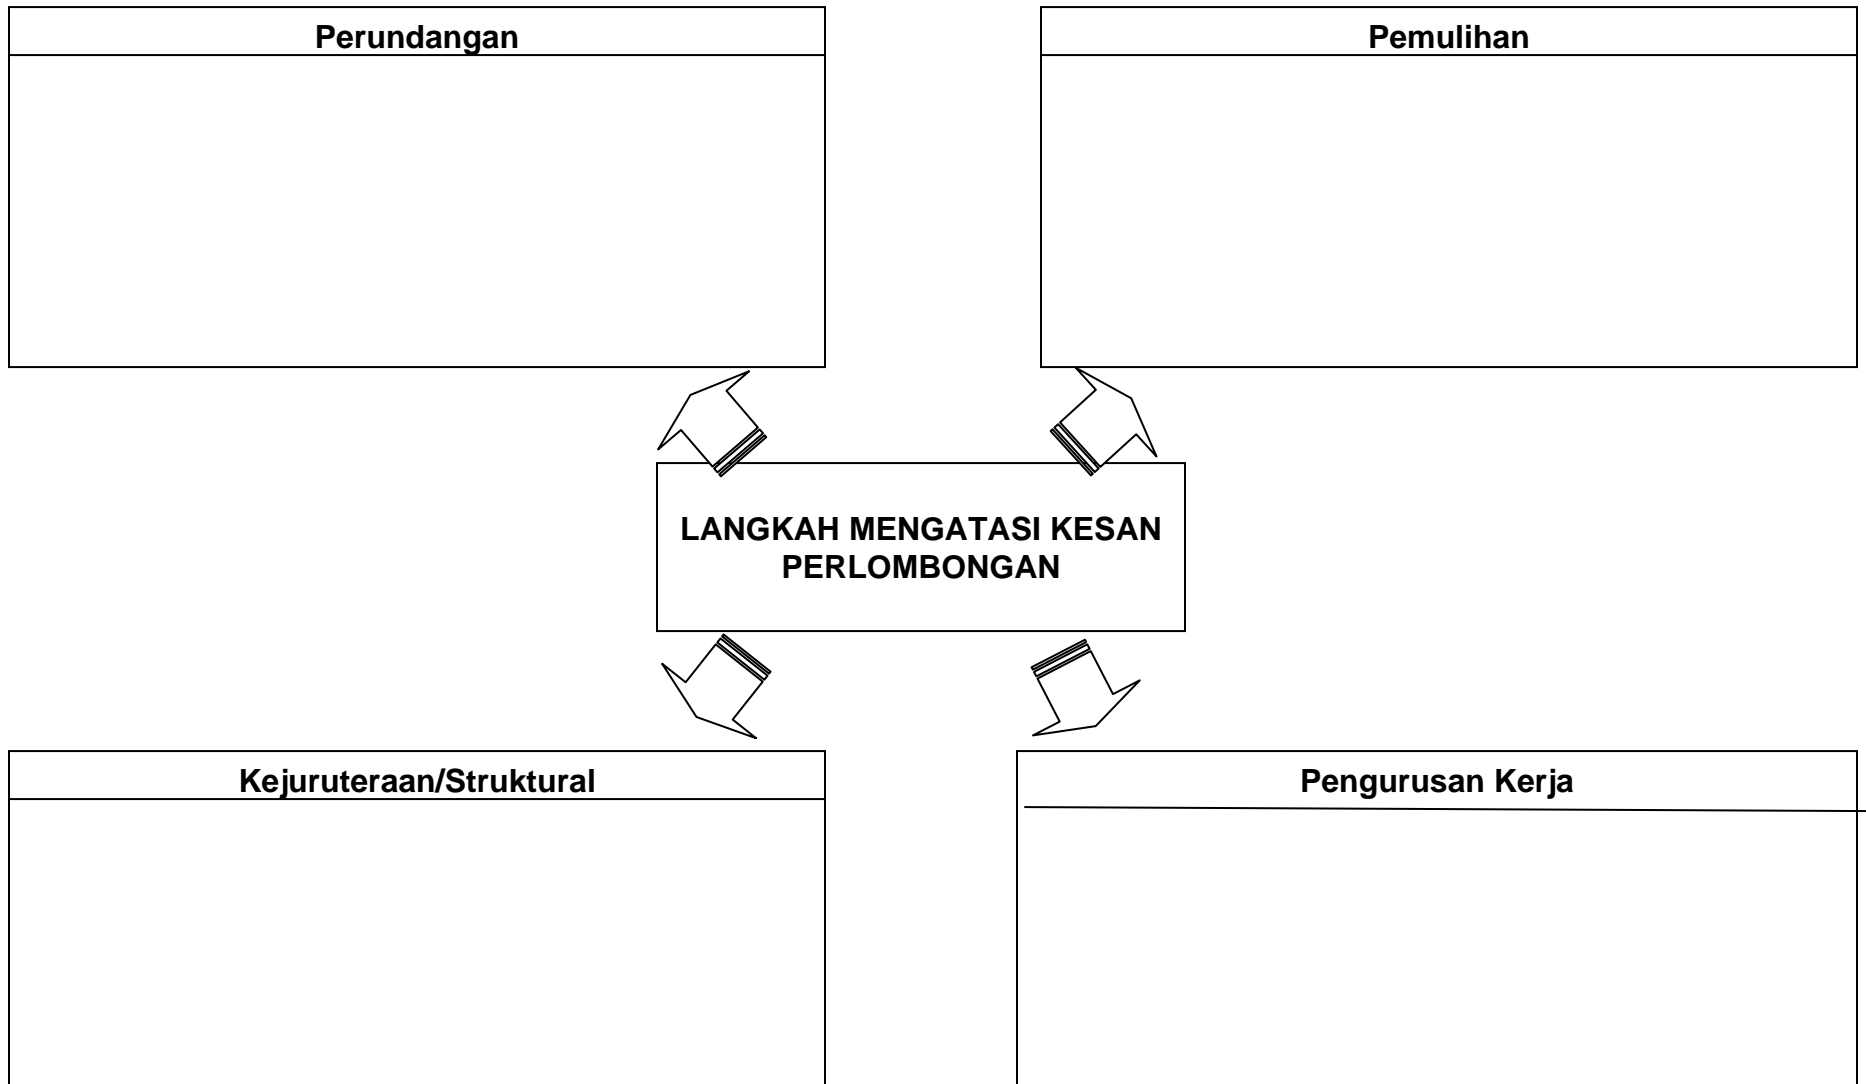 Perundangan
Pemulihan
LANGKAH MENGATASI KESAN
PERLOMBONGAN
Kejuruteraan/Struktural
Pengurusan Kerja